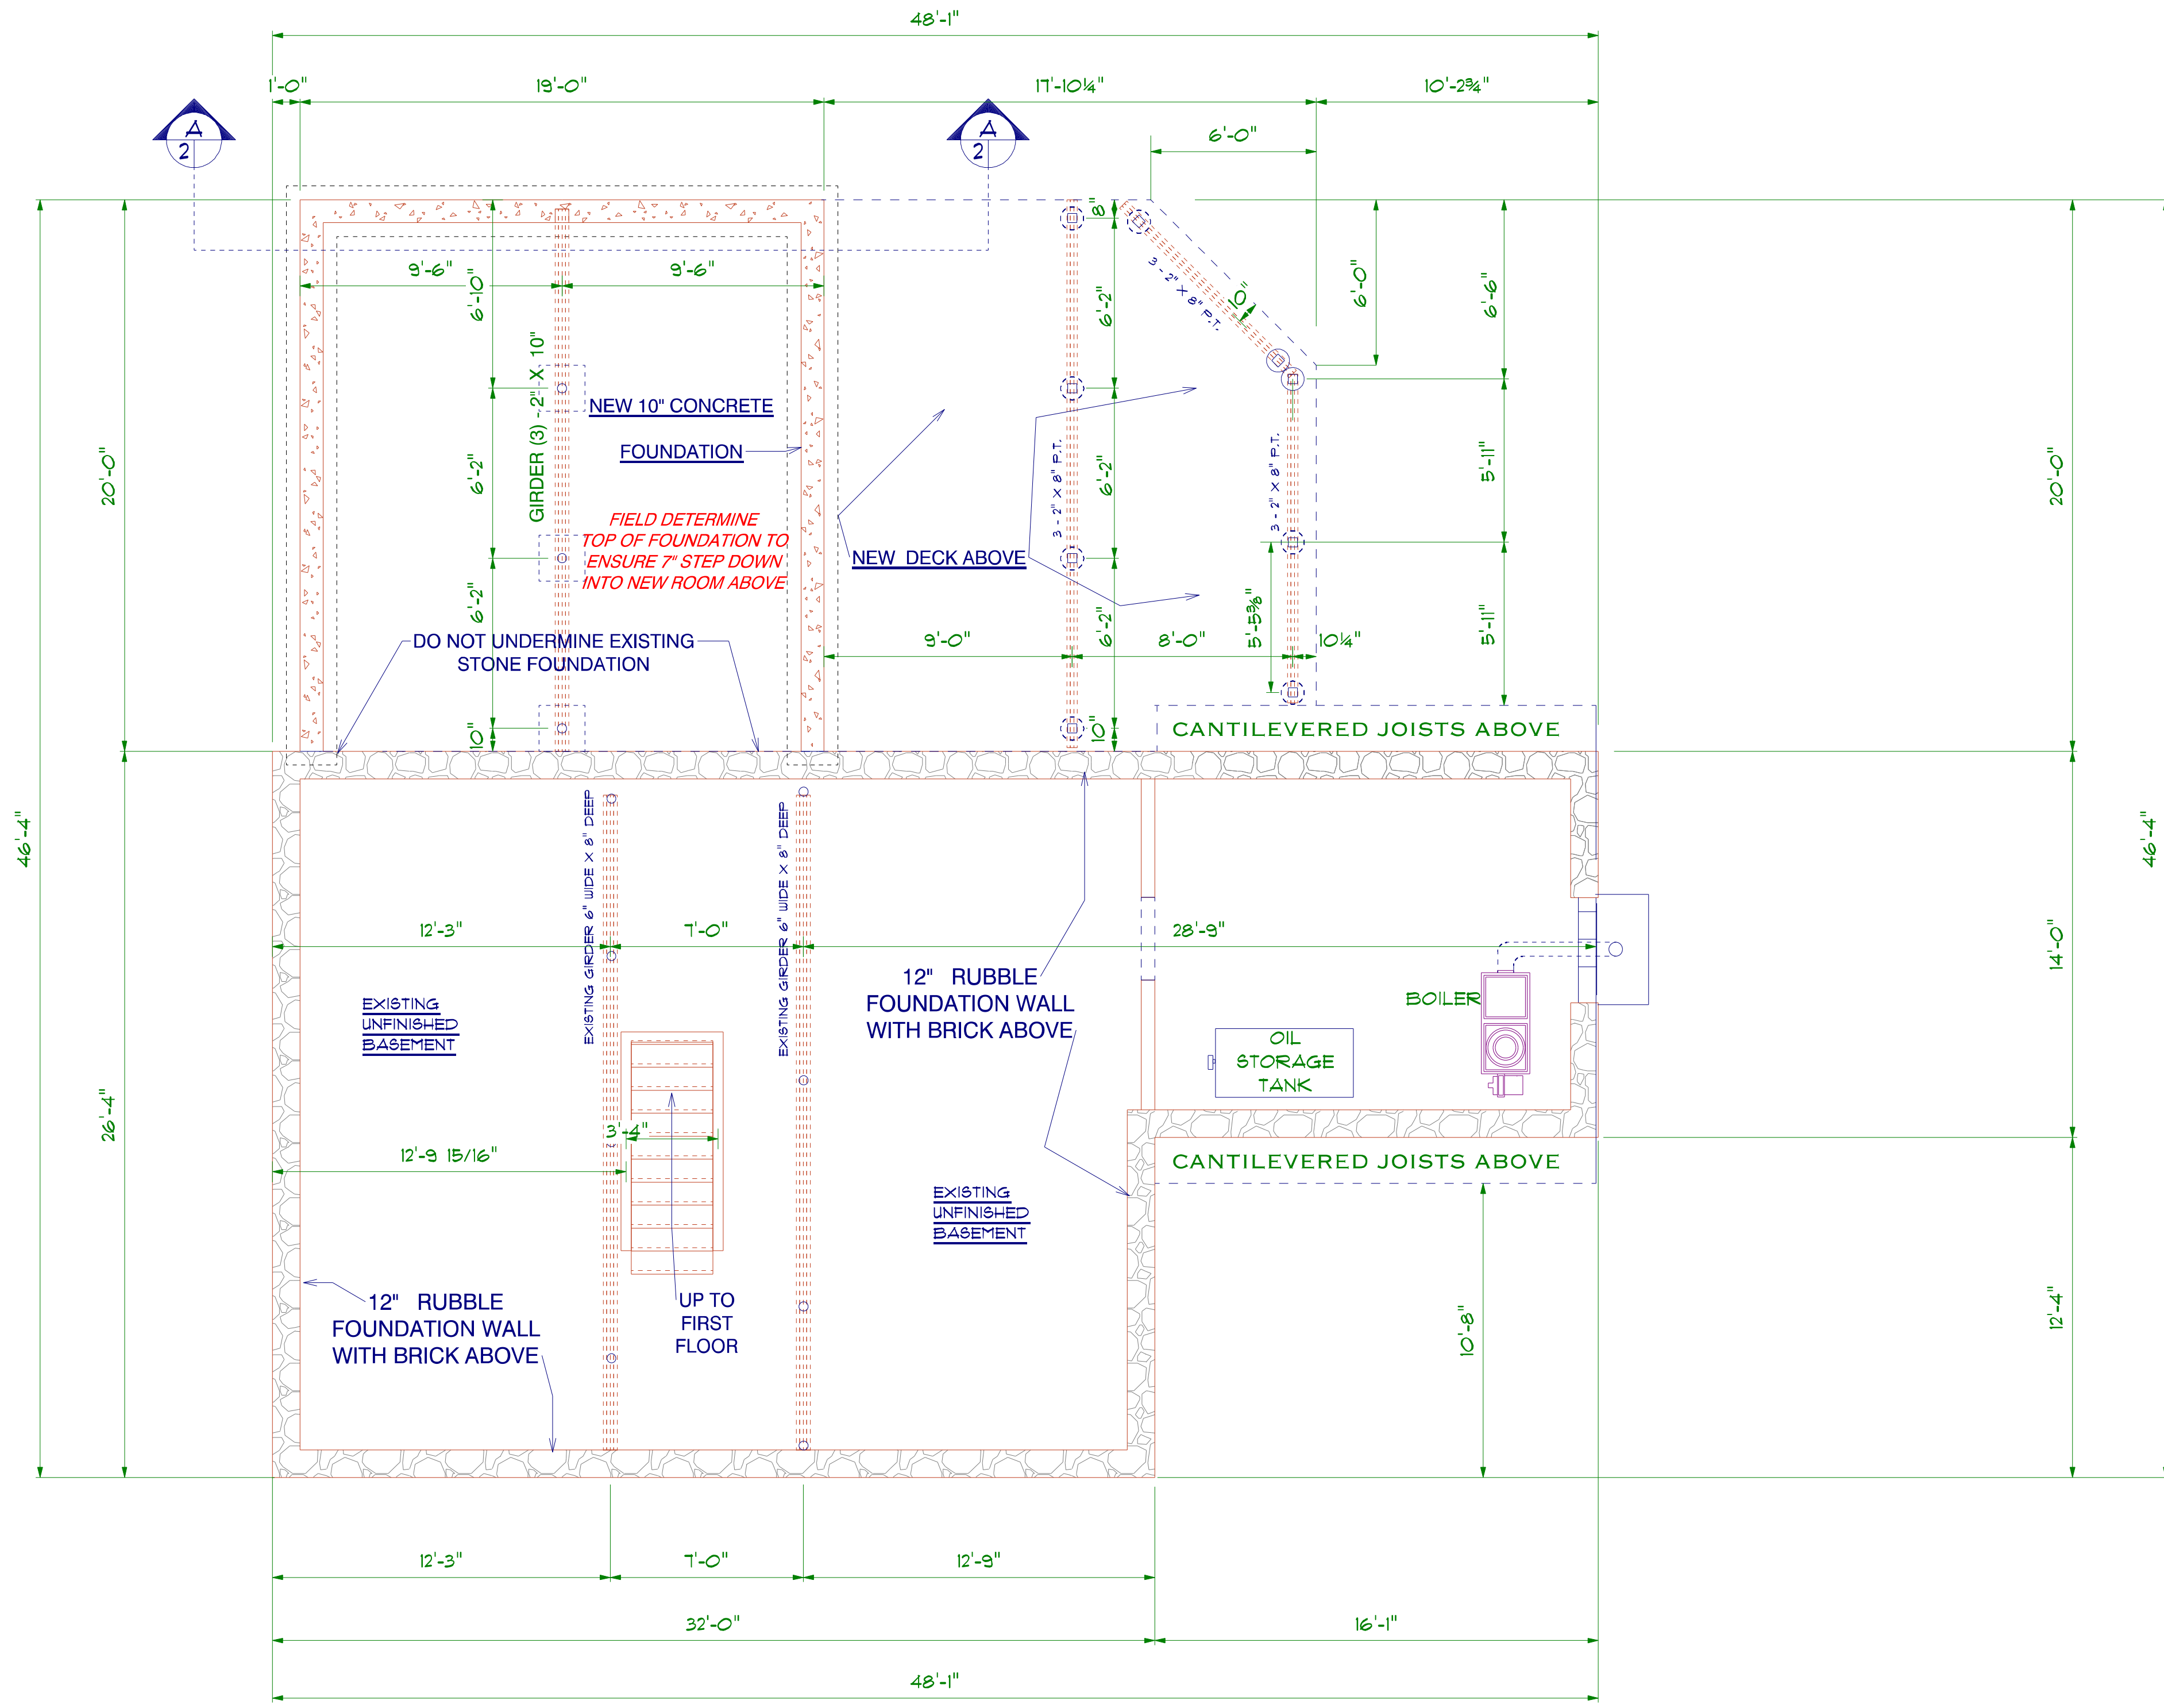 48'-1"
1'-0"
19'-0"
17'-10¼"
10'-2¾"
6'-0"
A
2
A
2
8"
9'-6"
9'-6"
6'-10"
6'-2"
3 - 2" X 8" P.T.
10"
6'-0"
6'-6"
GIRDER (3) - 2" X 10"
NEW 10" CONCRETE
FOUNDATION
20'-0"
6'-2"
3 - 2" X 8" P.T.
6'-2"
3 - 2" X 8" P.T.
5'-11"
20'-0"
FIELD DETERMINE
TOP OF FOUNDATION TO
ENSURE 7" STEP DOWN
INTO NEW ROOM ABOVE
NEW DECK ABOVE
6'-2"
6'-2"
5'-5⅜"
5'-11"
DO NOT UNDERMINE EXISTING
STONE FOUNDATION
9'-0"
8'-0"
10¼"
10"
10"
CANTILEVERED JOISTS ABOVE
46'-4"
46'-4"
EXISTING GIRDER 6" WIDE X 8" DEEP
EXISTING GIRDER 6" WIDE X 8" DEEP
12'-3"
7'-0"
28'-9"
14'-0"
12" RUBBLE
FOUNDATION WALL
WITH BRICK ABOVE
EXISTING
UNFINISHED
BASEMENT
BOILER
OIL
STORAGE
TANK
26'-4"
3'-4"
12'-9 15/16"
CANTILEVERED JOISTS ABOVE
EXISTING
UNFINISHED
BASEMENT
12" RUBBLE
FOUNDATION WALL
WITH BRICK ABOVE
UP TO
FIRST
FLOOR
10'-8"
12'-4"
12'-3"
7'-0"
12'-9"
32'-0"
16'-1"
48'-1"